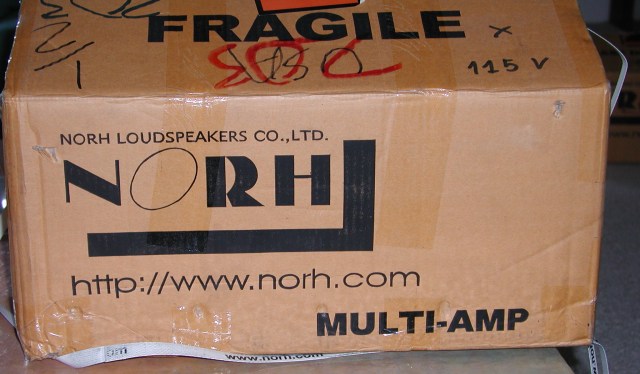 FRAGILE X
115 V
NORH LOUDSPEAKERS CO.,LTD.
NORH
http://www.norh.com
MULTI-AMP
www.norh.com